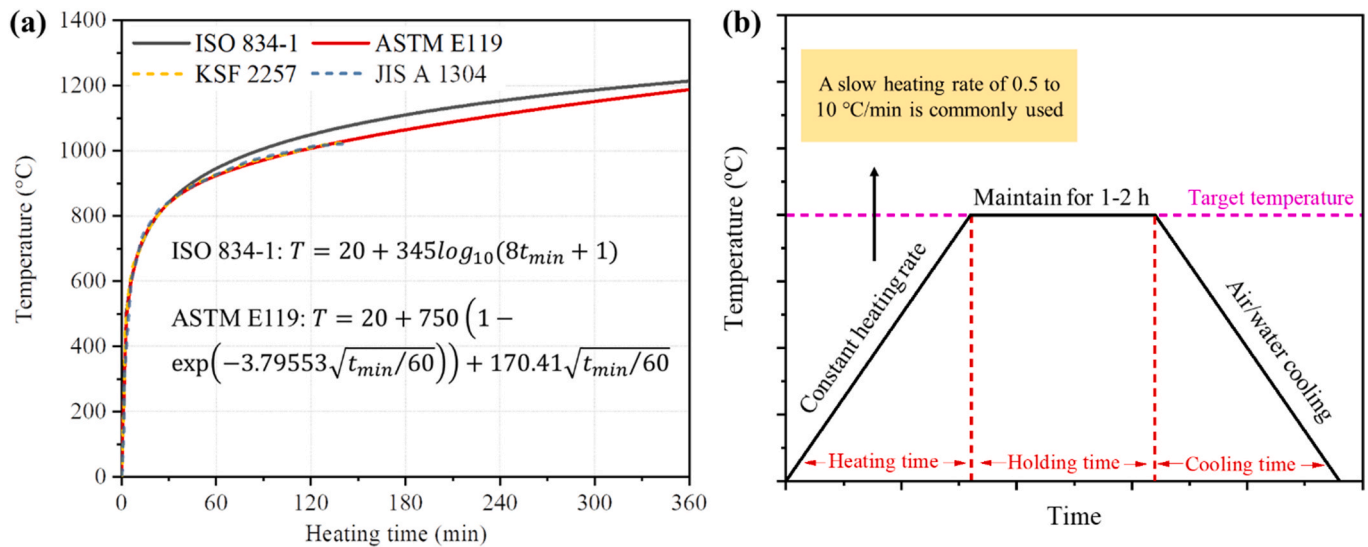 (a)
1400
1200
1000
800
600
400
200
0
Temperature (°C)
ISO 834-1 ASTM E119
KSF 2257 JIS A 1304
ISO 834-1: T = 20 + 345log₁₀(8t_min + 1)
ASTM E119: T = 20 + 750 (1 −
exp(−3.79553√(t_min/60))) + 170.41√(t_min/60)
0 60 120 180 240 300 360
Heating time (min)
(b)
A slow heating rate of 0.5 to
10 °C/min is commonly used
Maintain for 1-2 h
Target temperature
Temperature (°C)
Constant heating rate
Air/water cooling
Heating time
Holding time
Cooling time
Time